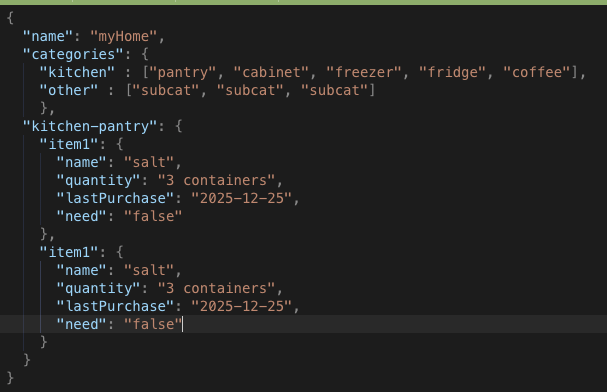 {
  "name": "myHome",
  "categories": {
    "kitchen" : ["pantry", "cabinet", "freezer", "fridge", "coffee"],
    "other" : ["subcat", "subcat", "subcat"]
    },
  "kitchen-pantry": {
    "item1": {
      "name": "salt",
      "quantity": "3 containers",
      "lastPurchase": "2025-12-25",
      "need": "false"
    },
    "item1": {
      "name": "salt",
      "quantity": "3 containers",
      "lastPurchase": "2025-12-25",
      "need": "false"
    }
  }
}